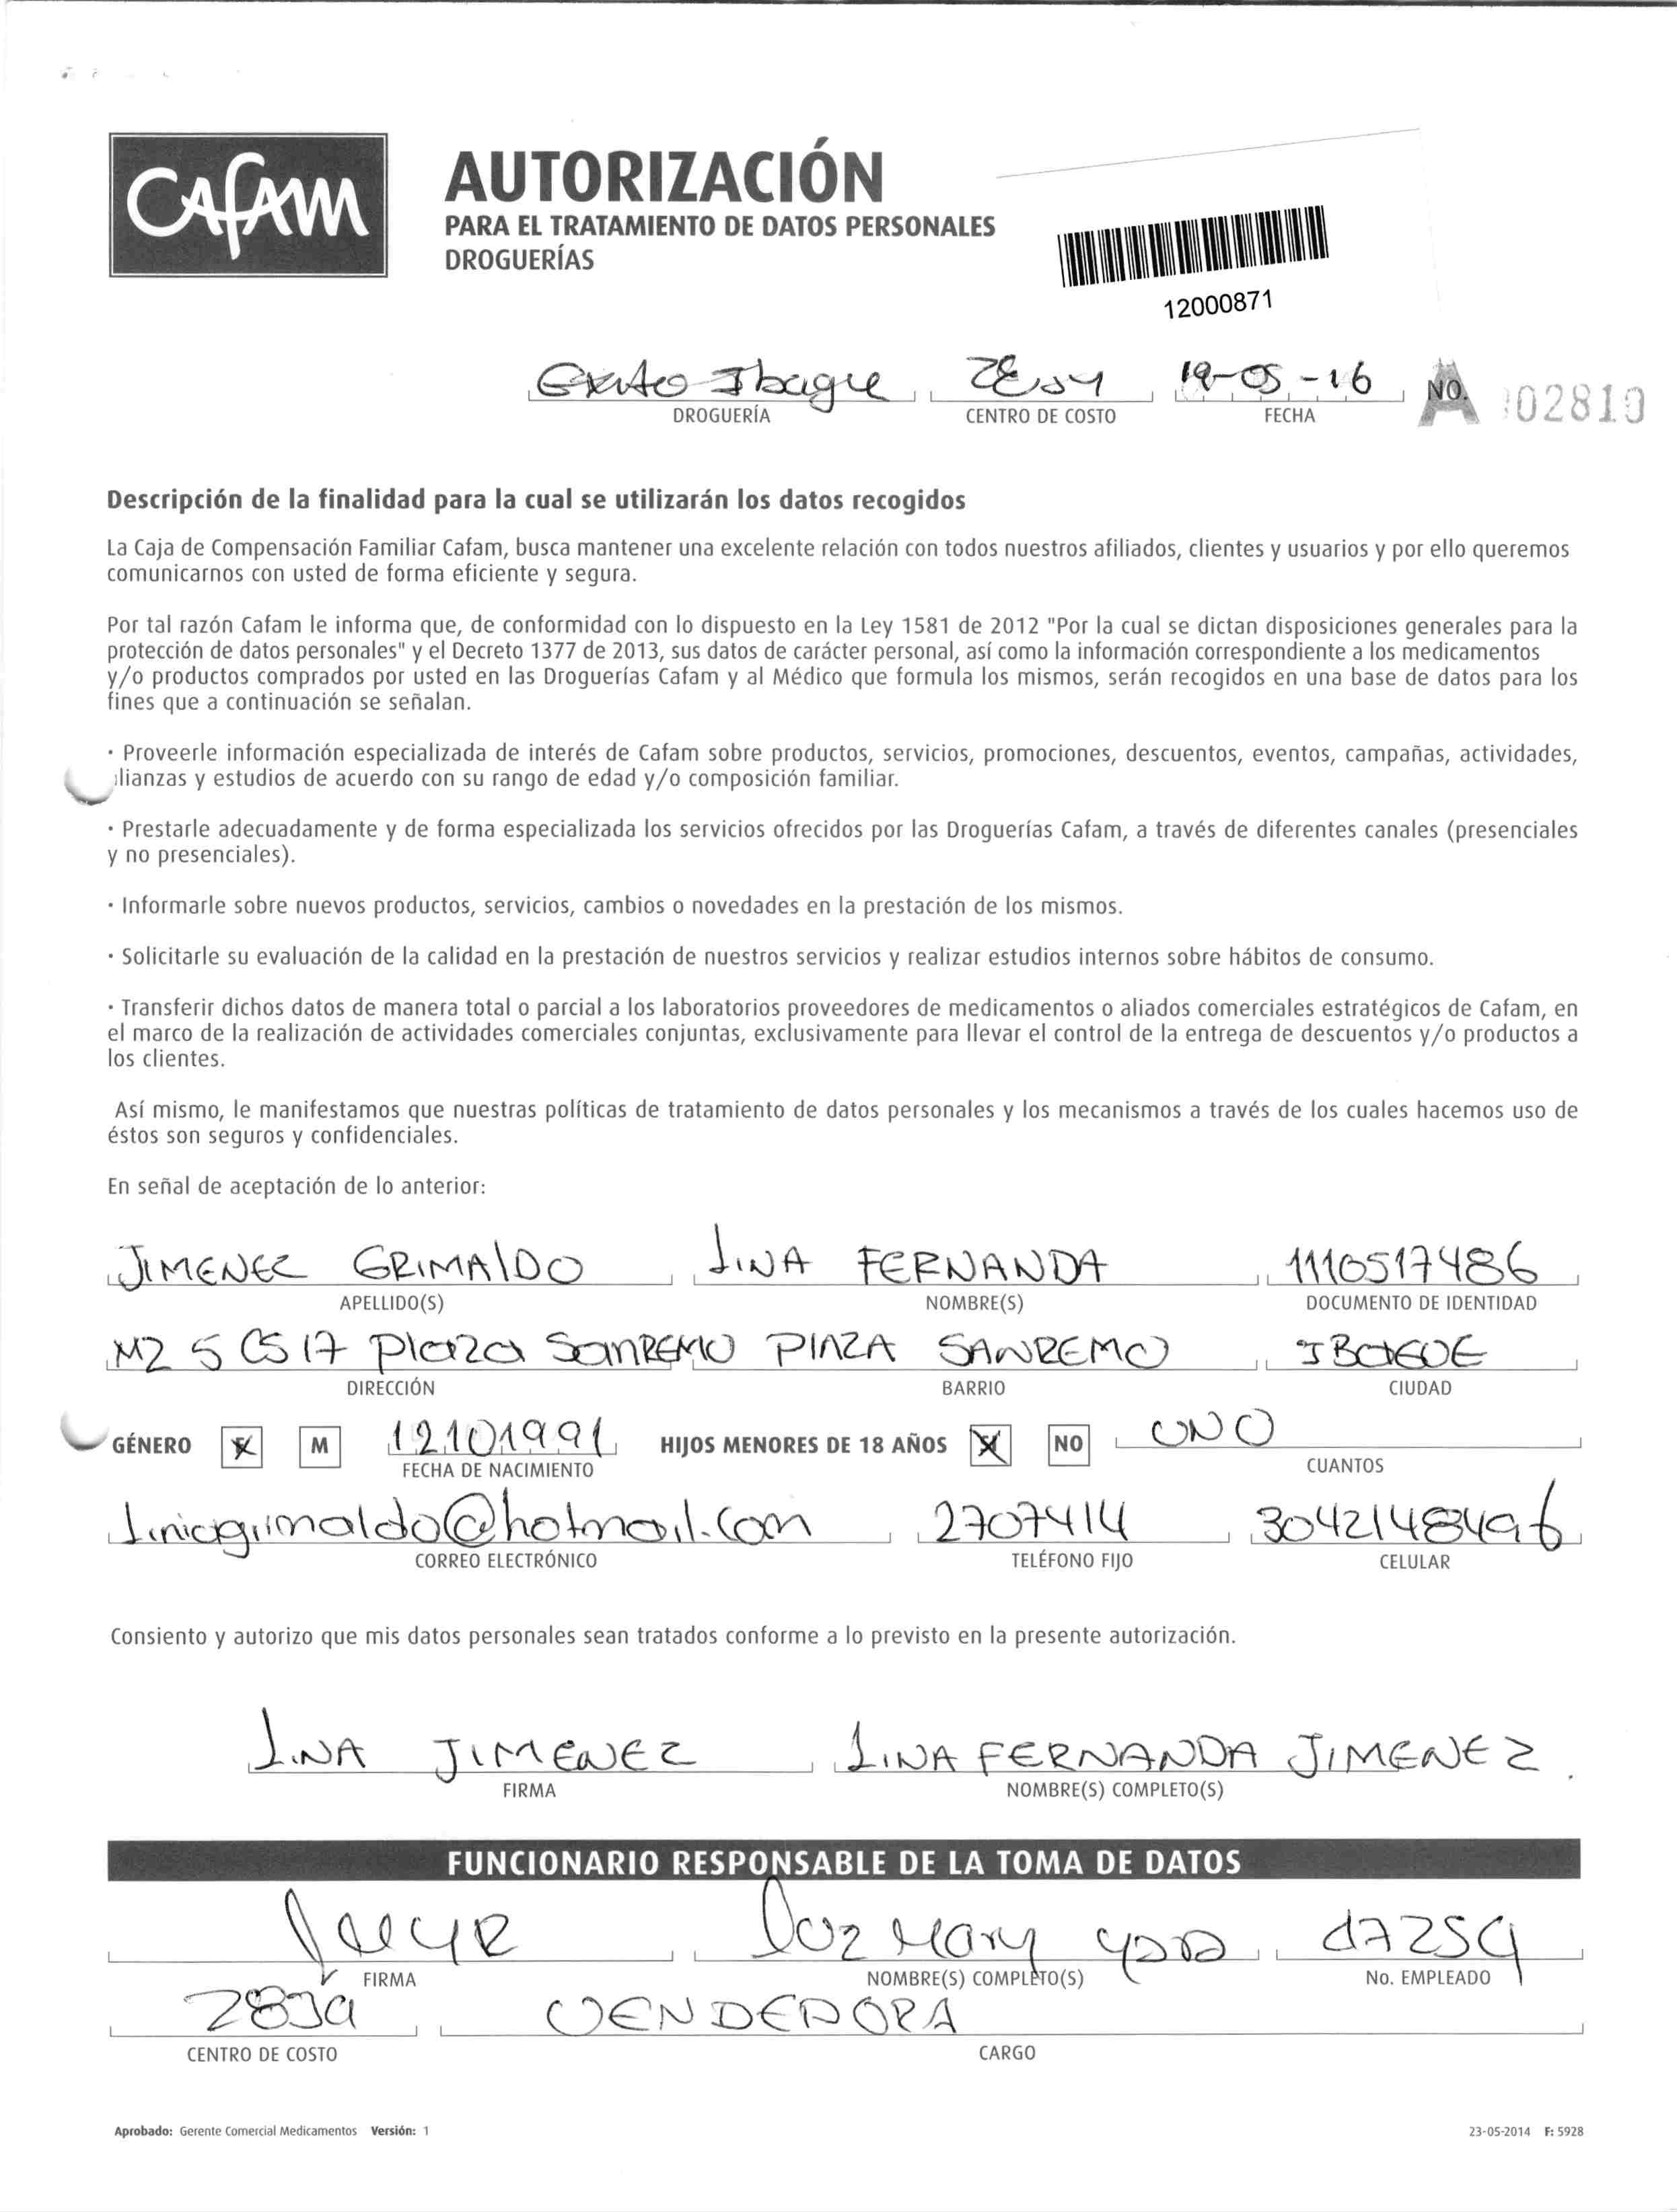 Cafam
AUTORIZACIÓN
PARA EL TRATAMIENTO DE DATOS PERSONALES
DROGUERÍAS
12000871
Exito Ibague 19-05-16 NO. A 02810
DROGUERÍA CENTRO DE COSTO FECHA
Descripción de la finalidad para la cual se utilizarán los datos recogidos
La Caja de Compensación Familiar Cafam, busca mantener una excelente relación con todos nuestros afiliados, clientes y usuarios y por ello queremos
comunicarnos con usted de forma eficiente y segura.
Por tal razón Cafam le informa que, de conformidad con lo dispuesto en la Ley 1581 de 2012 "Por la cual se dictan disposiciones generales para la
protección de datos personales" y el Decreto 1377 de 2013, sus datos de carácter personal, así como la información correspondiente a los medicamentos
y/o productos comprados por usted en las Droguerías Cafam y al Médico que formula los mismos, serán recogidos en una base de datos para los
fines que a continuación se señalan.
· Proveerle información especializada de interés de Cafam sobre productos, servicios, promociones, descuentos, eventos, campañas, actividades,
lianzas y estudios de acuerdo con su rango de edad y/o composición familiar.
· Prestarle adecuadamente y de forma especializada los servicios ofrecidos por las Droguerías Cafam, a través de diferentes canales (presenciales
y no presenciales).
· Informarle sobre nuevos productos, servicios, cambios o novedades en la prestación de los mismos.
· Solicitarle su evaluación de la calidad en la prestación de nuestros servicios y realizar estudios internos sobre hábitos de consumo.
· Transferir dichos datos de manera total o parcial a los laboratorios proveedores de medicamentos o aliados comerciales estratégicos de Cafam, en
el marco de la realización de actividades comerciales conjuntas, exclusivamente para llevar el control de la entrega de descuentos y/o productos a
los clientes.
Así mismo, le manifestamos que nuestras políticas de tratamiento de datos personales y los mecanismos a través de los cuales hacemos uso de
éstos son seguros y confidenciales.
En señal de aceptación de lo anterior:
JIMENEZ GRIMALDO LINA FERNANDA 1110517486
APELLIDO(S) NOMBRE(S) DOCUMENTO DE IDENTIDAD
MZ 5 CS 17 Plaza SanREMO PLAZA SANREMO IBAGUE
DIRECCIÓN BARRIO CIUDAD
GÉNERO F M 12101991 HIJOS MENORES DE 18 AÑOS X NO UNO
FECHA DE NACIMIENTO CUANTOS
Liniagrimaldo@hotmail.com 2707414 3042148496
CORREO ELECTRÓNICO TELÉFONO FIJO CELULAR
Consiento y autorizo que mis datos personales sean tratados conforme a lo previsto en la presente autorización.
LINA JIMENEZ LINA FERNANDA JIMENEZ
FIRMA NOMBRE(S) COMPLETO(S)
FUNCIONARIO RESPONSABLE DE LA TOMA DE DATOS
Luz Mary
FIRMA NOMBRE(S) COMPLETO(S) No. EMPLEADO
VENDEDORA
CENTRO DE COSTO CARGO
Aprobado: Gerente Comercial Medicamentos Versión: 1 23-05-2014 F: 5928